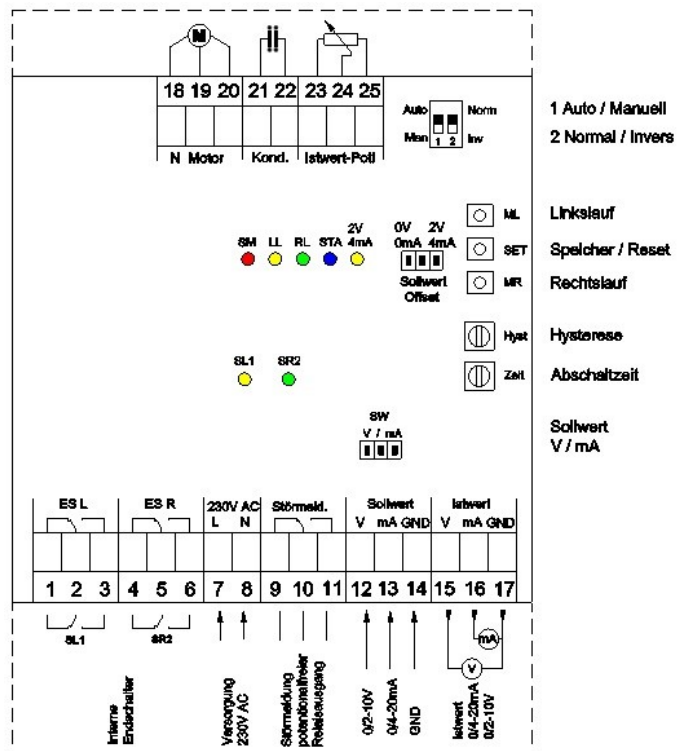 M
18 19 20 21 22 23 24 25
N Motor Kond. Istwert-Poti
Auto Norm
Man 1 2 Inv
1 Auto / Manuell
2 Normal / Invers
ML Linkslauf
SET Speicher / Reset
MR Rechtslauf
Hyst Hysterese
Zeit Abschaltzeit
2V
SM LL RL STA 4mA
0V 2V
0mA 4mA
Sollwert
Offset
SL1 SR2
SW
V / mA
Sollwert
V / mA
ES L ES R 230V AC Störmeld. Sollwert Istwert
L N V mA GND V mA GND
1 2 3 4 5 6 7 8 9 10 11 12 13 14 15 16 17
SL1 SR2
mA
V
Interne
Endschalter
Versorgung
230V AC
Störmeldung
potentionalfreier
Relaisausgang
0/2-10V
0/4-20mA
GND
Istwert
0/4-20mA
0/2-10V